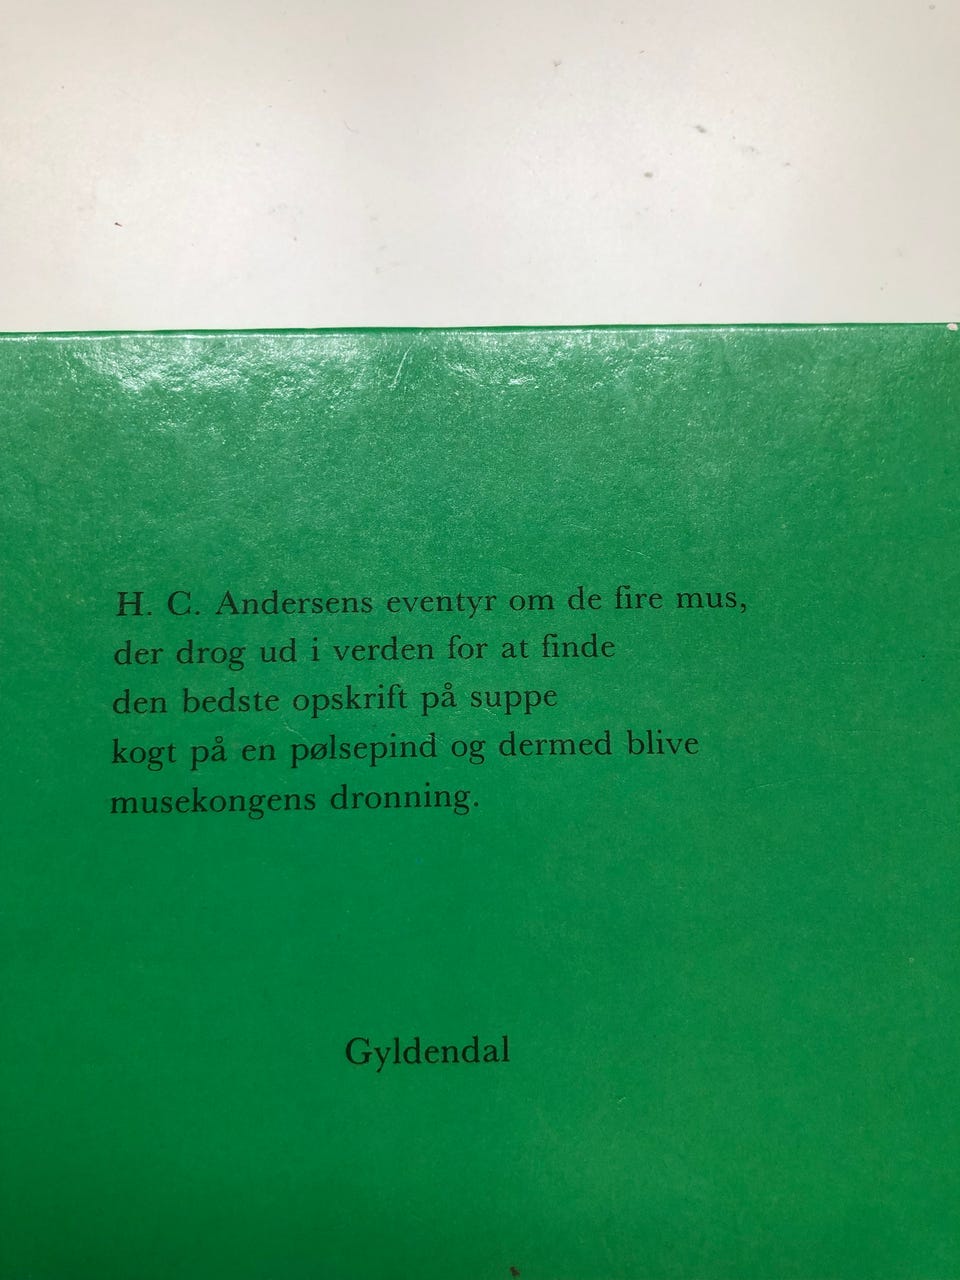 H. C. Andersens eventyr om de fire mus,
der drog ud i verden for at finde
den bedste opskrift på suppe
kogt på en pølsepind og dermed blive
musekongens dronning.
Gyldendal